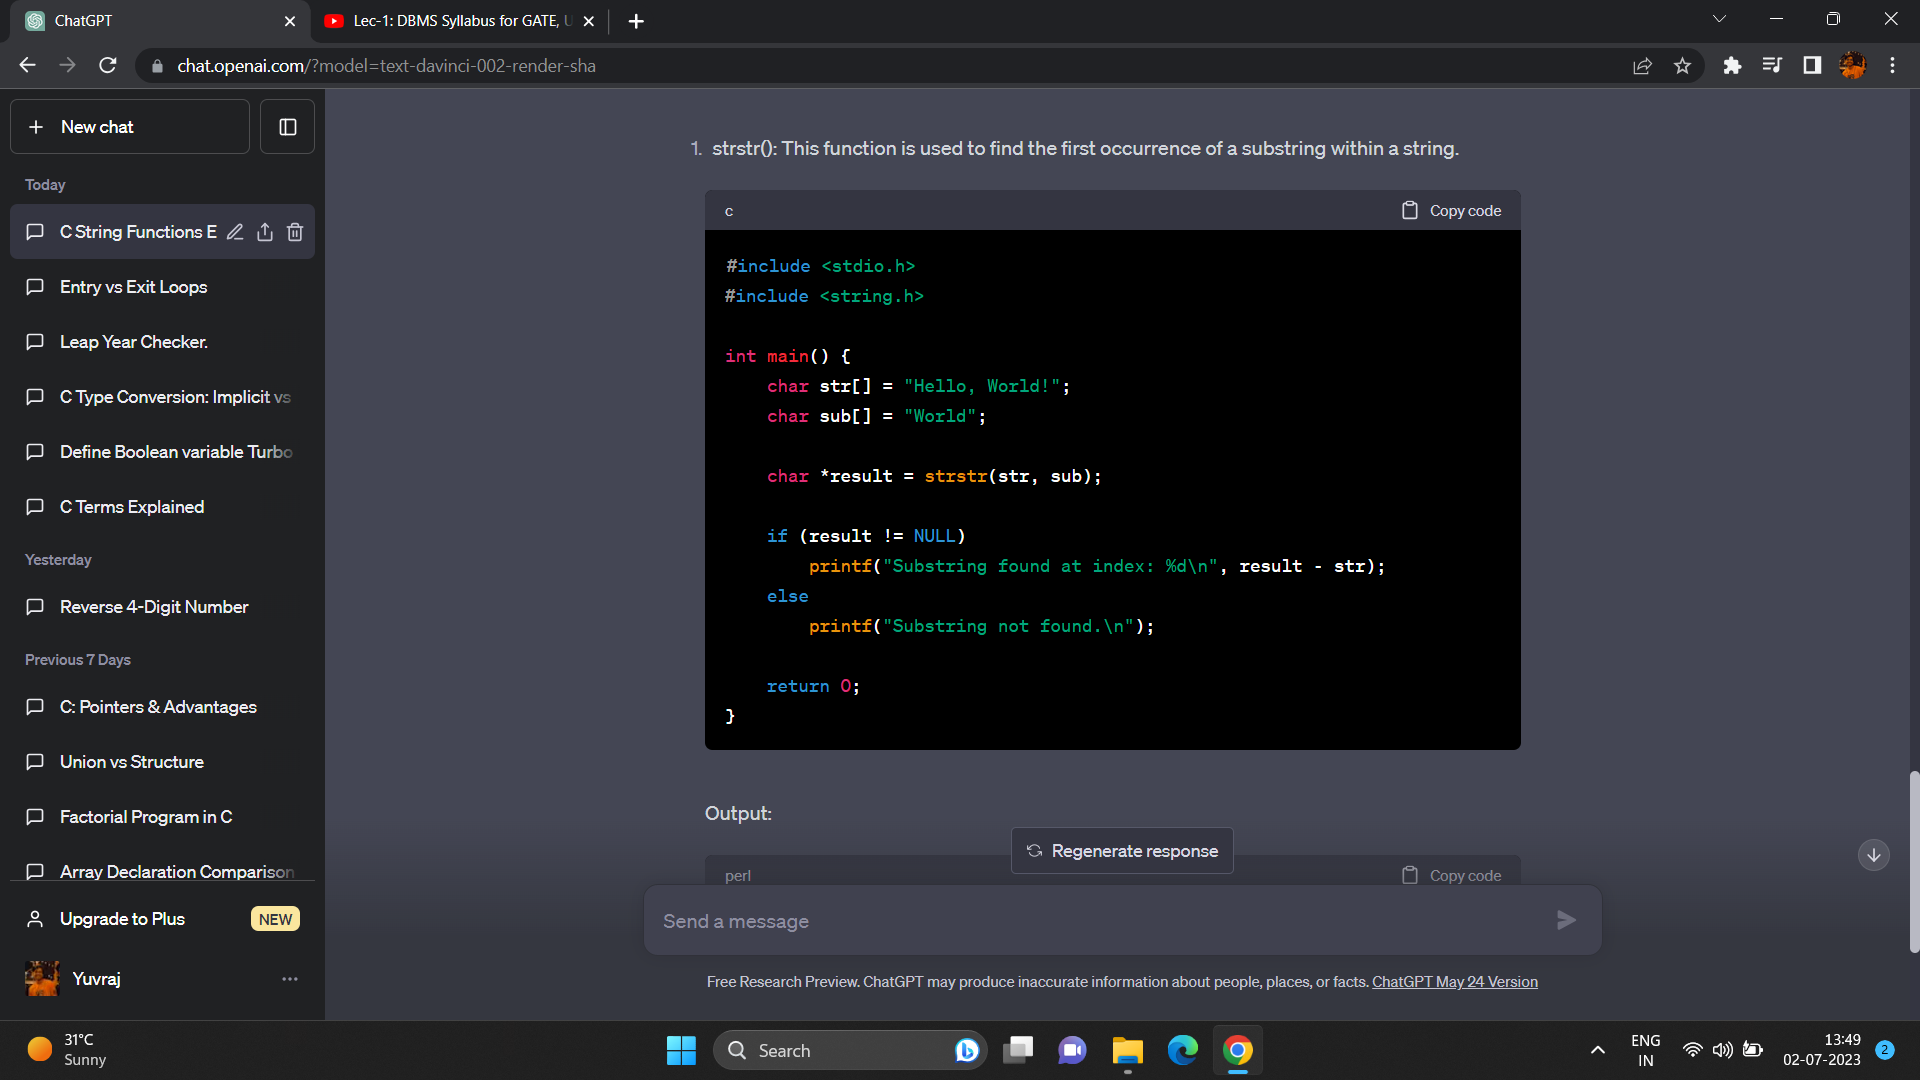 ChatGPT
Lec-1: DBMS Syllabus for GATE, U
chat.openai.com/?model=text-davinci-002-render-sha
New chat
Today
C String Functions E
Entry vs Exit Loops
Leap Year Checker.
C Type Conversion: Implicit vs
Define Boolean variable Turbo
C Terms Explained
Yesterday
Reverse 4-Digit Number
Previous 7 Days
C: Pointers & Advantages
Union vs Structure
Factorial Program in C
Array Declaration Comparison
Upgrade to Plus NEW
Yuvraj
1. strstr(): This function is used to find the first occurrence of a substring within a string.
c Copy code
#include <stdio.h>
#include <string.h>
int main() {
char str[] = "Hello, World!";
char sub[] = "World";
char *result = strstr(str, sub);
if (result != NULL)
printf("Substring found at index: %d\n", result - str);
else
printf("Substring not found.\n");
return 0;
}
Output:
Regenerate response
perl Copy code
Send a message
Free Research Preview. ChatGPT may produce inaccurate information about people, places, or facts. ChatGPT May 24 Version
31°C
Sunny
Search
ENG
IN
13:49
02-07-2023
2